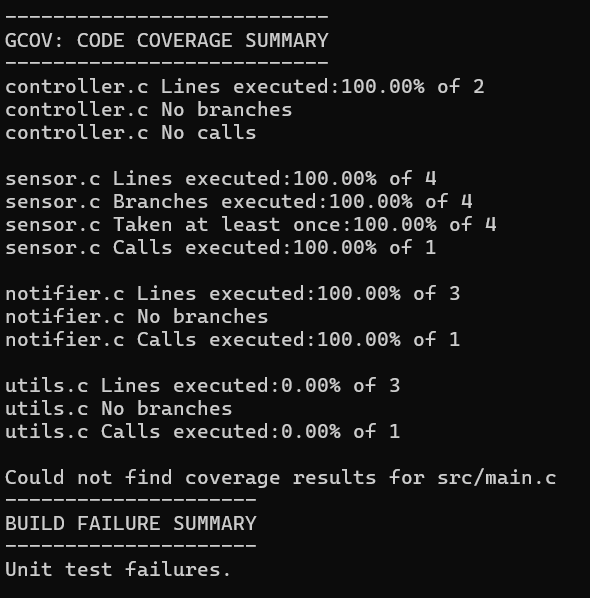 ---------------------------
GCOV: CODE COVERAGE SUMMARY
---------------------------
controller.c Lines executed:100.00% of 2
controller.c No branches
controller.c No calls

sensor.c Lines executed:100.00% of 4
sensor.c Branches executed:100.00% of 4
sensor.c Taken at least once:100.00% of 4
sensor.c Calls executed:100.00% of 1

notifier.c Lines executed:100.00% of 3
notifier.c No branches
notifier.c Calls executed:100.00% of 1

utils.c Lines executed:0.00% of 3
utils.c No branches
utils.c Calls executed:0.00% of 1

Could not find coverage results for src/main.c
---------------------
BUILD FAILURE SUMMARY
---------------------
Unit test failures.